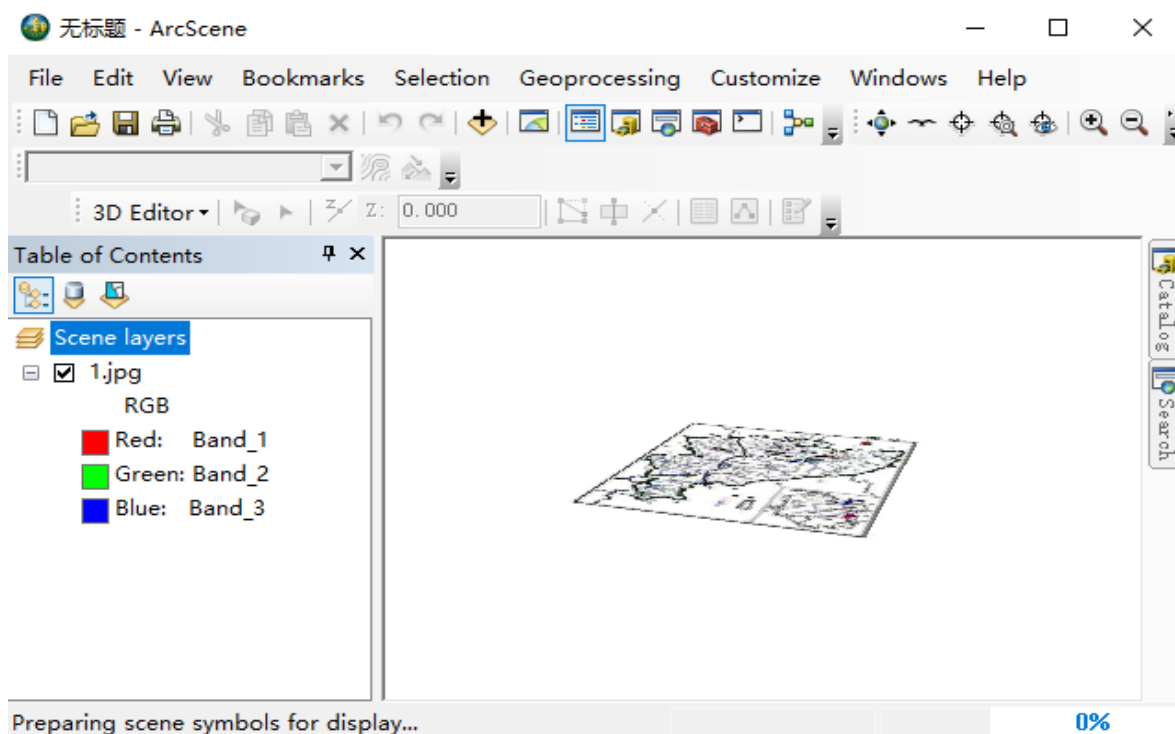 无标题 - ArcScene
File Edit View Bookmarks Selection Geoprocessing Customize Windows Help
3D Editor Z: 0.000
Table of Contents
Scene layers
1.jpg
RGB
Red: Band_1
Green: Band_2
Blue: Band_3
Catalog
Search
Preparing scene symbols for display... 0%